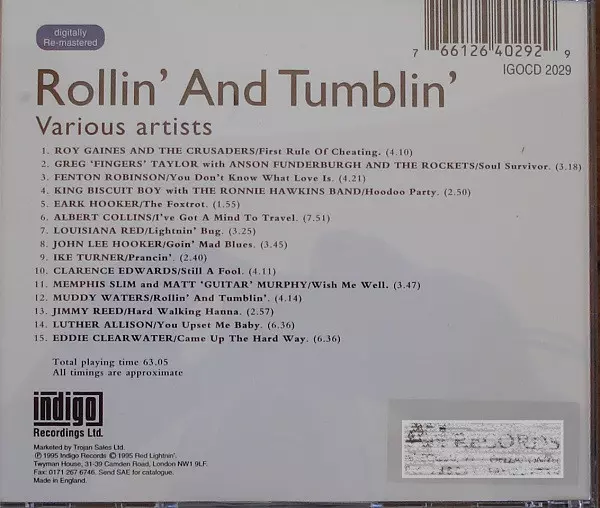 digitally
Re-mastered
7 66126 40292 9
IGOCD 2029
Rollin' And Tumblin'
Various artists
1. ROY GAINES AND THE CRUSADERS/First Rule Of Cheating. (4.10)
2. GREG 'FINGERS' TAYLOR with ANSON FUNDERBURGH AND THE ROCKETS/Soul Survivor. (3.18)
3. FENTON ROBINSON/You Don't Know What Love Is. (4.21)
4. KING BISCUIT BOY with THE RONNIE HAWKINS BAND/Hoodoo Party. (2.50)
5. EARK HOOKER/The Foxtrot. (1.55)
6. ALBERT COLLINS/I've Got A Mind To Travel. (7.51)
7. LOUISIANA RED/Lightnin' Bug. (3.25)
8. JOHN LEE HOOKER/Goin' Mad Blues. (3.45)
9. IKE TURNER/Prancin'. (2.40)
10. CLARENCE EDWARDS/Still A Fool. (4.11)
11. MEMPHIS SLIM and MATT 'GUITAR' MURPHY/Wish Me Well. (3.47)
12. MUDDY WATERS/Rollin' And Tumblin'. (4.14)
13. JIMMY REED/Hard Walking Hanna. (2.57)
14. LUTHER ALLISON/You Upset Me Baby. (6.36)
15. EDDIE CLEARWATER/Came Up The Hard Way. (6.36)
Total playing time 63.05
All timings are approximate
indigo
Recordings Ltd.
Marketed by Trojan Sales Ltd.
℗ 1995 Indigo Records © 1995 Red Lightnin'.
Twyman House, 31-39 Camden Road, London NW1 9LF.
Fax: 0171 267 6746. Send SAE for catalogue.
Made in England.
RECORDS